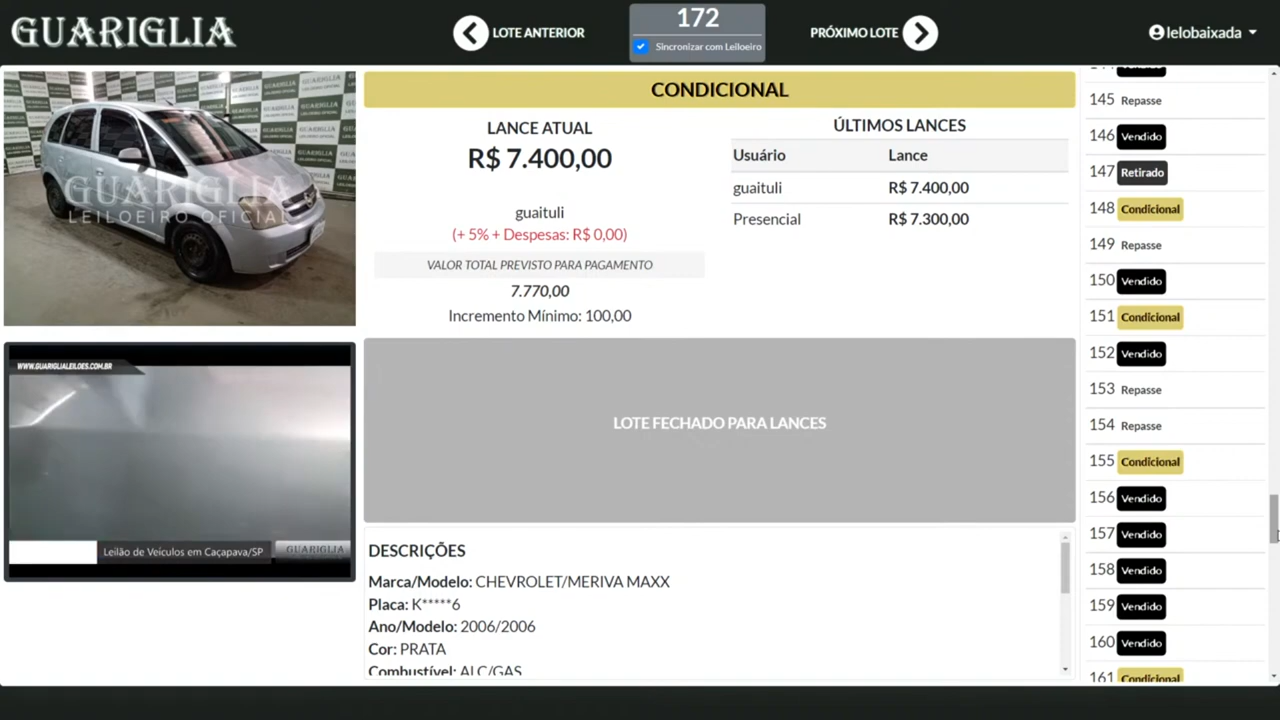 GUARIGLIA
LOTE ANTERIOR
172
Sincronizar com Leiloeiro
PRÓXIMO LOTE
lelobaixada
GUARIGLIA
LEILOEIRO OFICIAL
CONDICIONAL
LANCE ATUAL
R$ 7.400,00
guaituli
(+ 5% + Despesas: R$ 0,00)
VALOR TOTAL PREVISTO PARA PAGAMENTO
7.770,00
Incremento Mínimo: 100,00
ÚLTIMOS LANCES
Usuário Lance
guaituli R$ 7.400,00
Presencial R$ 7.300,00
LOTE FECHADO PARA LANCES
WWW.GUARIGLIALEILOES.COM.BR
Leilão de Veículos em Caçapava/SP
GUARIGLIA
DESCRIÇÕES
Marca/Modelo: CHEVROLET/MERIVA MAXX
Placa: K*****6
Ano/Modelo: 2006/2006
Cor: PRATA
Combustível: ALC/GAS
145 Repasse
146 Vendido
147 Retirado
148 Condicional
149 Repasse
150 Vendido
151 Condicional
152 Vendido
153 Repasse
154 Repasse
155 Condicional
156 Vendido
157 Vendido
158 Vendido
159 Vendido
160 Vendido
161 Condicional